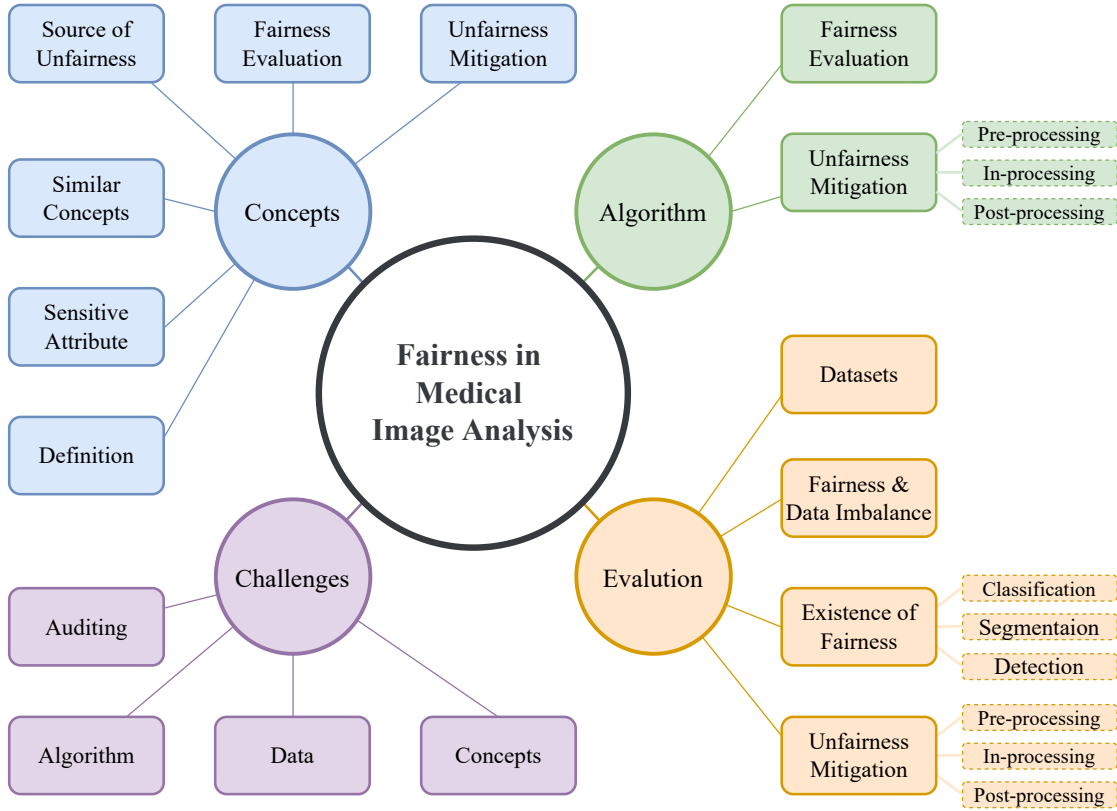 Source of
Unfairness
Fairness
Evaluation
Unfairness
Mitigation
Similar
Concepts
Sensitive
Attribute
Definition
Concepts
Fairness in
Medical
Image Analysis
Algorithm
Fairness
Evaluation
Unfairness
Mitigation
Pre-processing
In-processing
Post-processing
Challenges
Auditing
Algorithm
Data
Concepts
Evalution
Datasets
Fairness &
Data Imbalance
Existence of
Fairness
Classification
Segmentaion
Detection
Unfairness
Mitigation
Pre-processing
In-processing
Post-processing